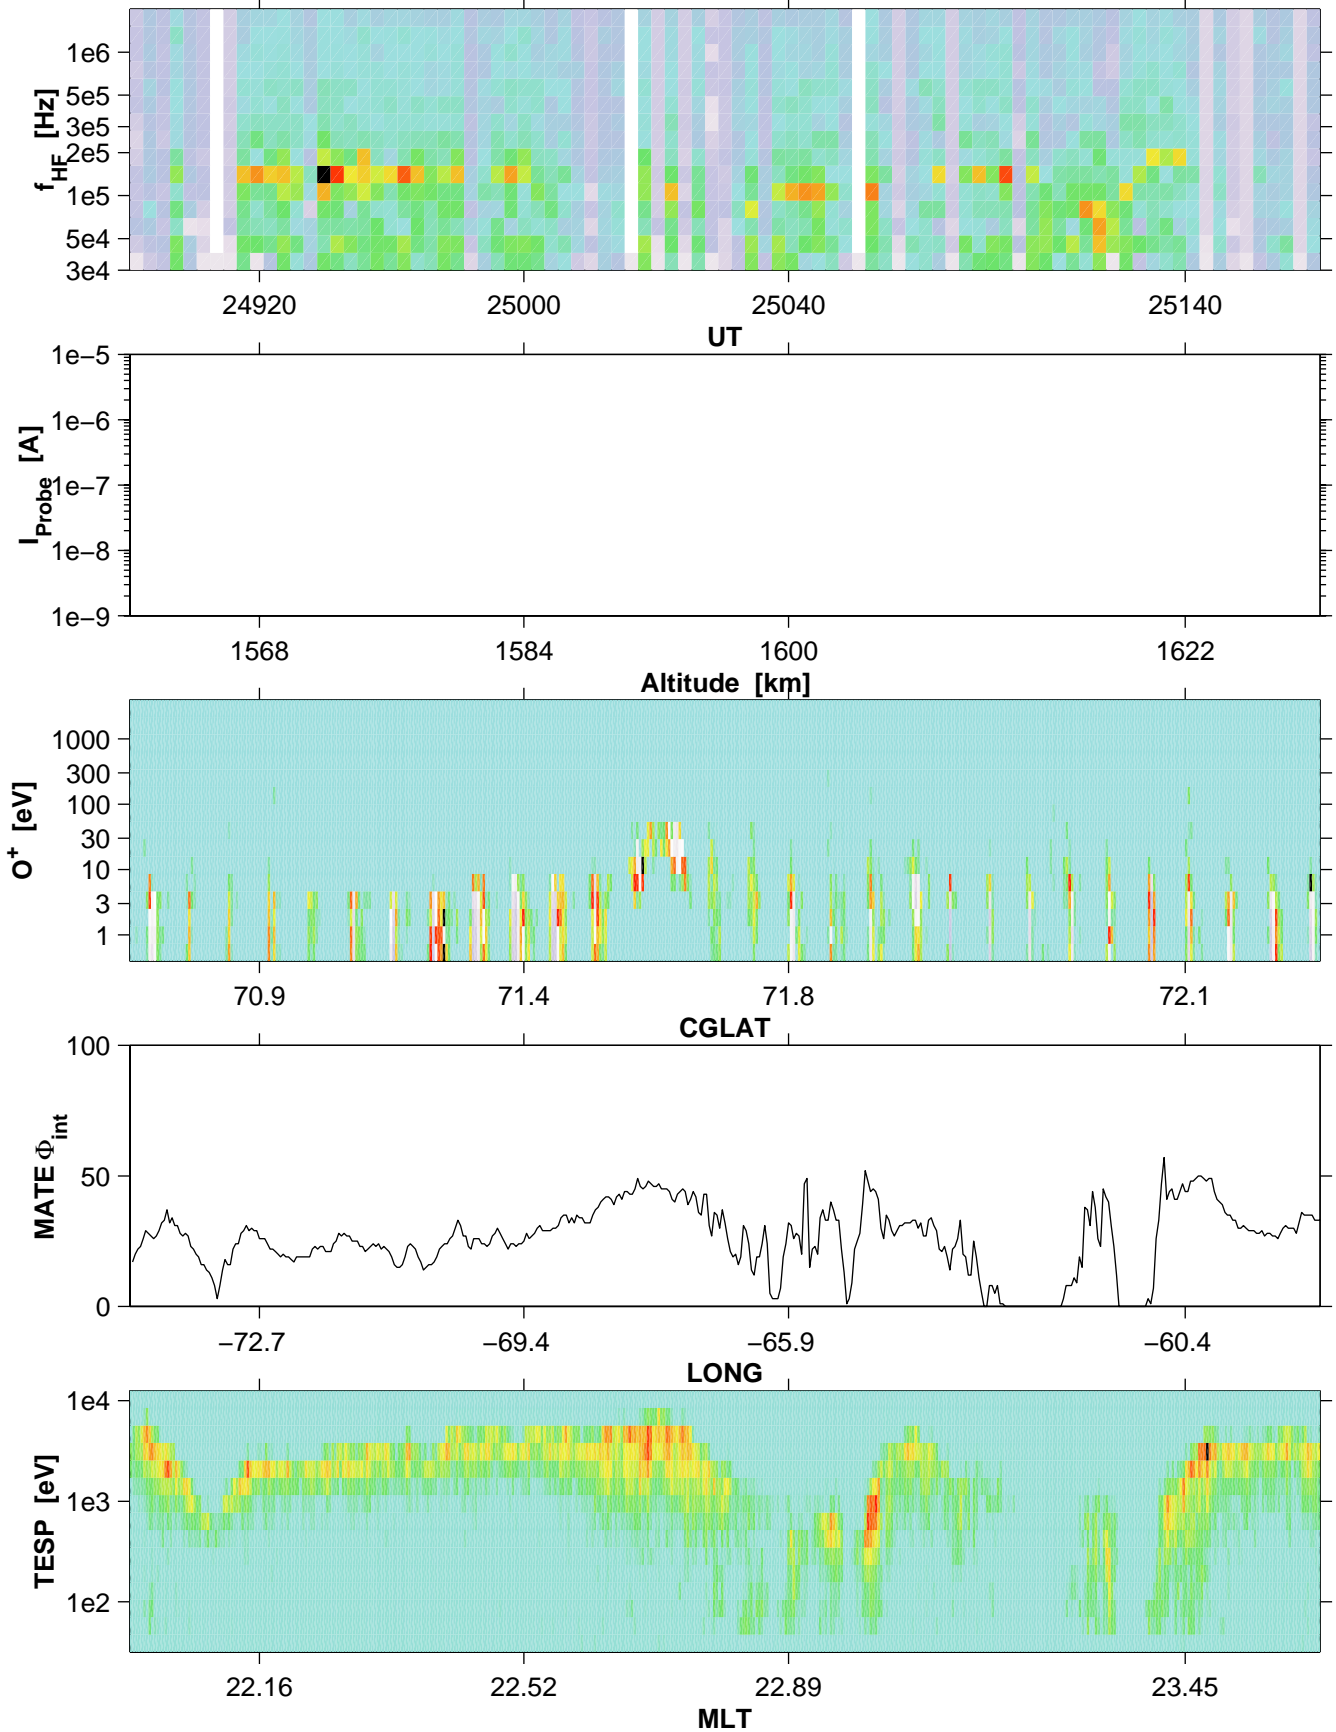 f_HF [Hz]
1e6
5e5
3e5
2e5
1e5
5e4
3e4
24920 25000 25040 25140
UT
I_Probe [A]
1e−5
1e−6
1e−7
1e−8
1e−9
1568 1584 1600 1622
Altitude [km]
O⁺ [eV]
1000
300
100
30
10
3
1
70.9 71.4 71.8 72.1
CGLAT
MATE Φ_int
100
50
0
−72.7 −69.4 −65.9 −60.4
LONG
TESP [eV]
1e4
1e3
1e2
22.16 22.52 22.89 23.45
MLT